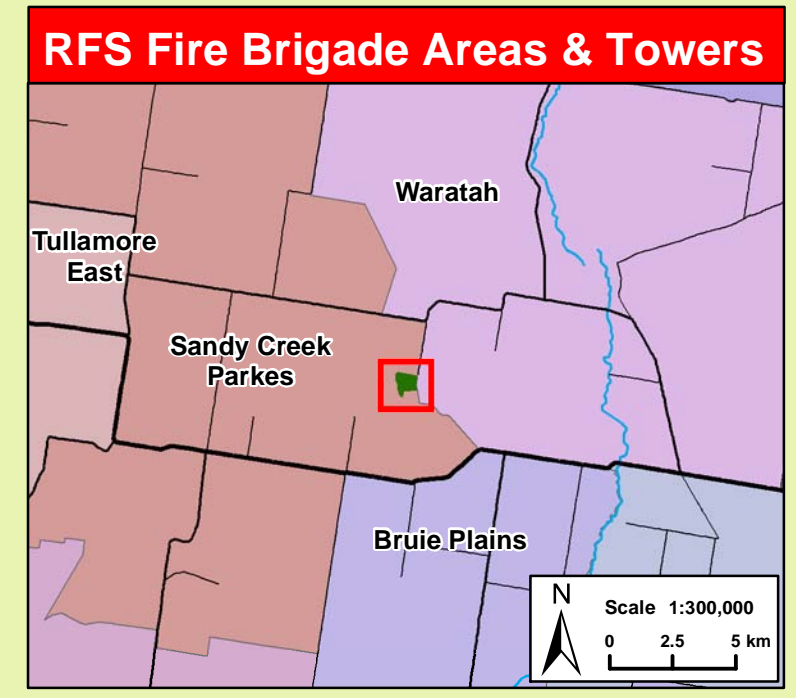 RFS Fire Brigade Areas & Towers
Waratah
Tullamore
East
Sandy Creek
Parkes
Bruie Plains
N
Scale 1:300,000
0 2.5 5 km